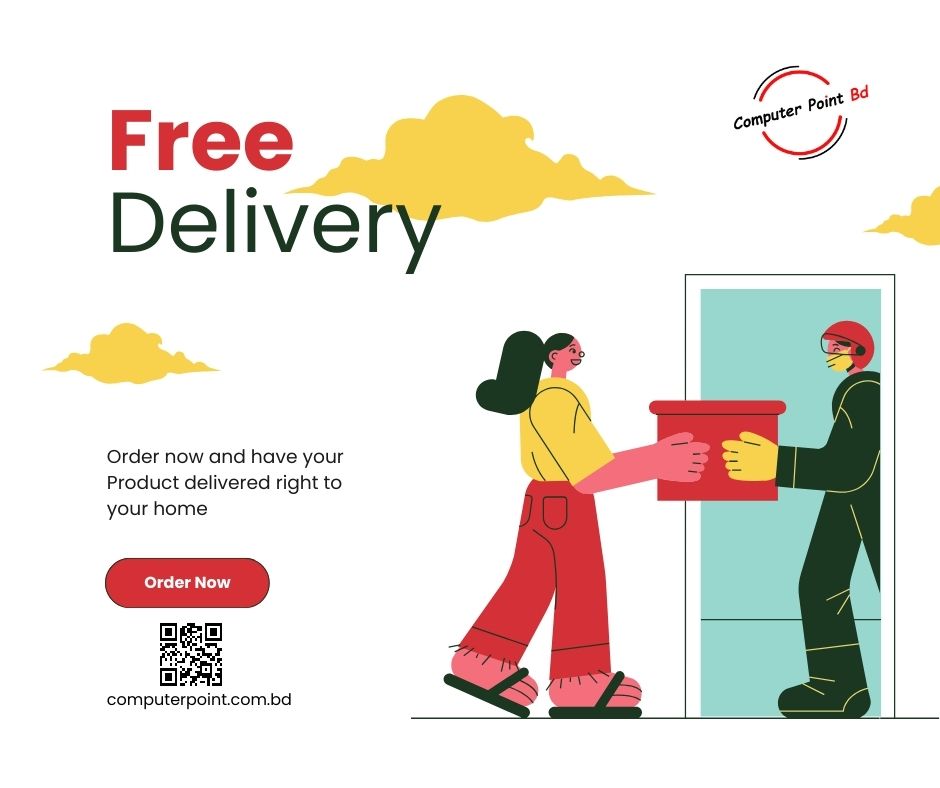 Computer Point Bd
Free
Delivery
Order now and have your
Product delivered right to
your home
Order Now
computerpoint.com.bd